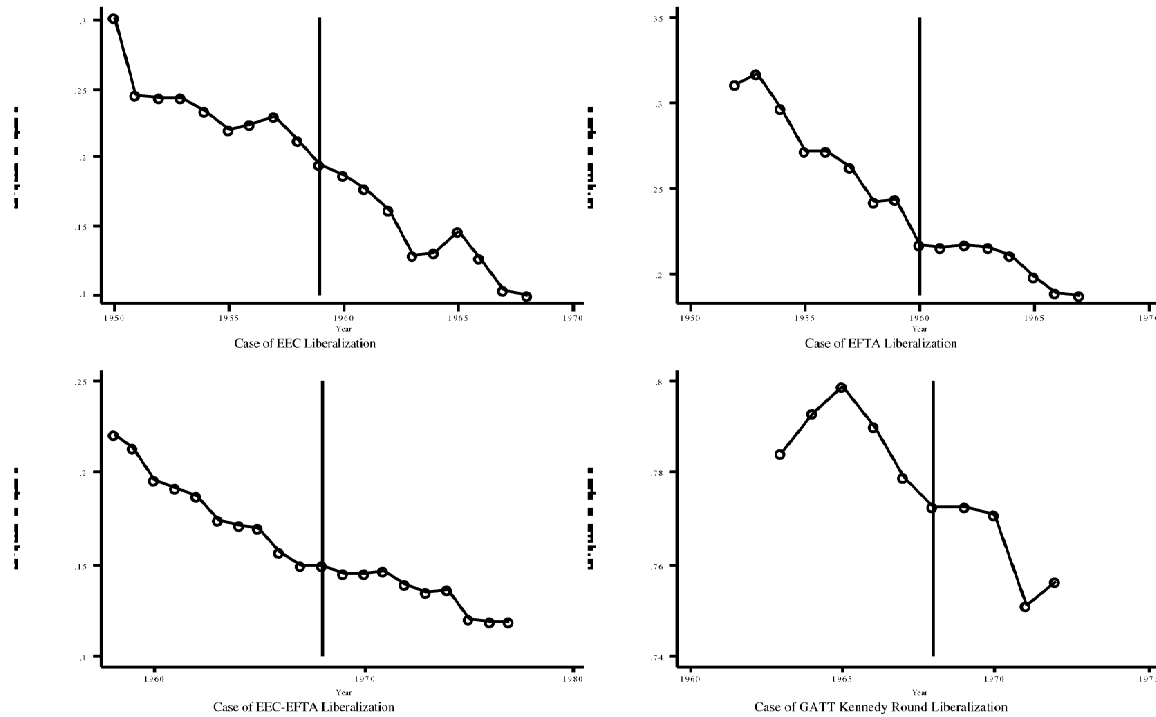 .3
.25
.2
.15
.1
1950 1955 1960 1965 1970
Year
Case of EEC Liberalization
.35
.3
.25
.2
1950 1955 1960 1965 1970
Year
Case of EFTA Liberalization
.25
.2
.15
.1
1960 1970 1980
Year
Case of EEC-EFTA Liberalization
.8
.78
.76
.74
1960 1965 1970
Year
Case of GATT Kennedy Round Liberalization